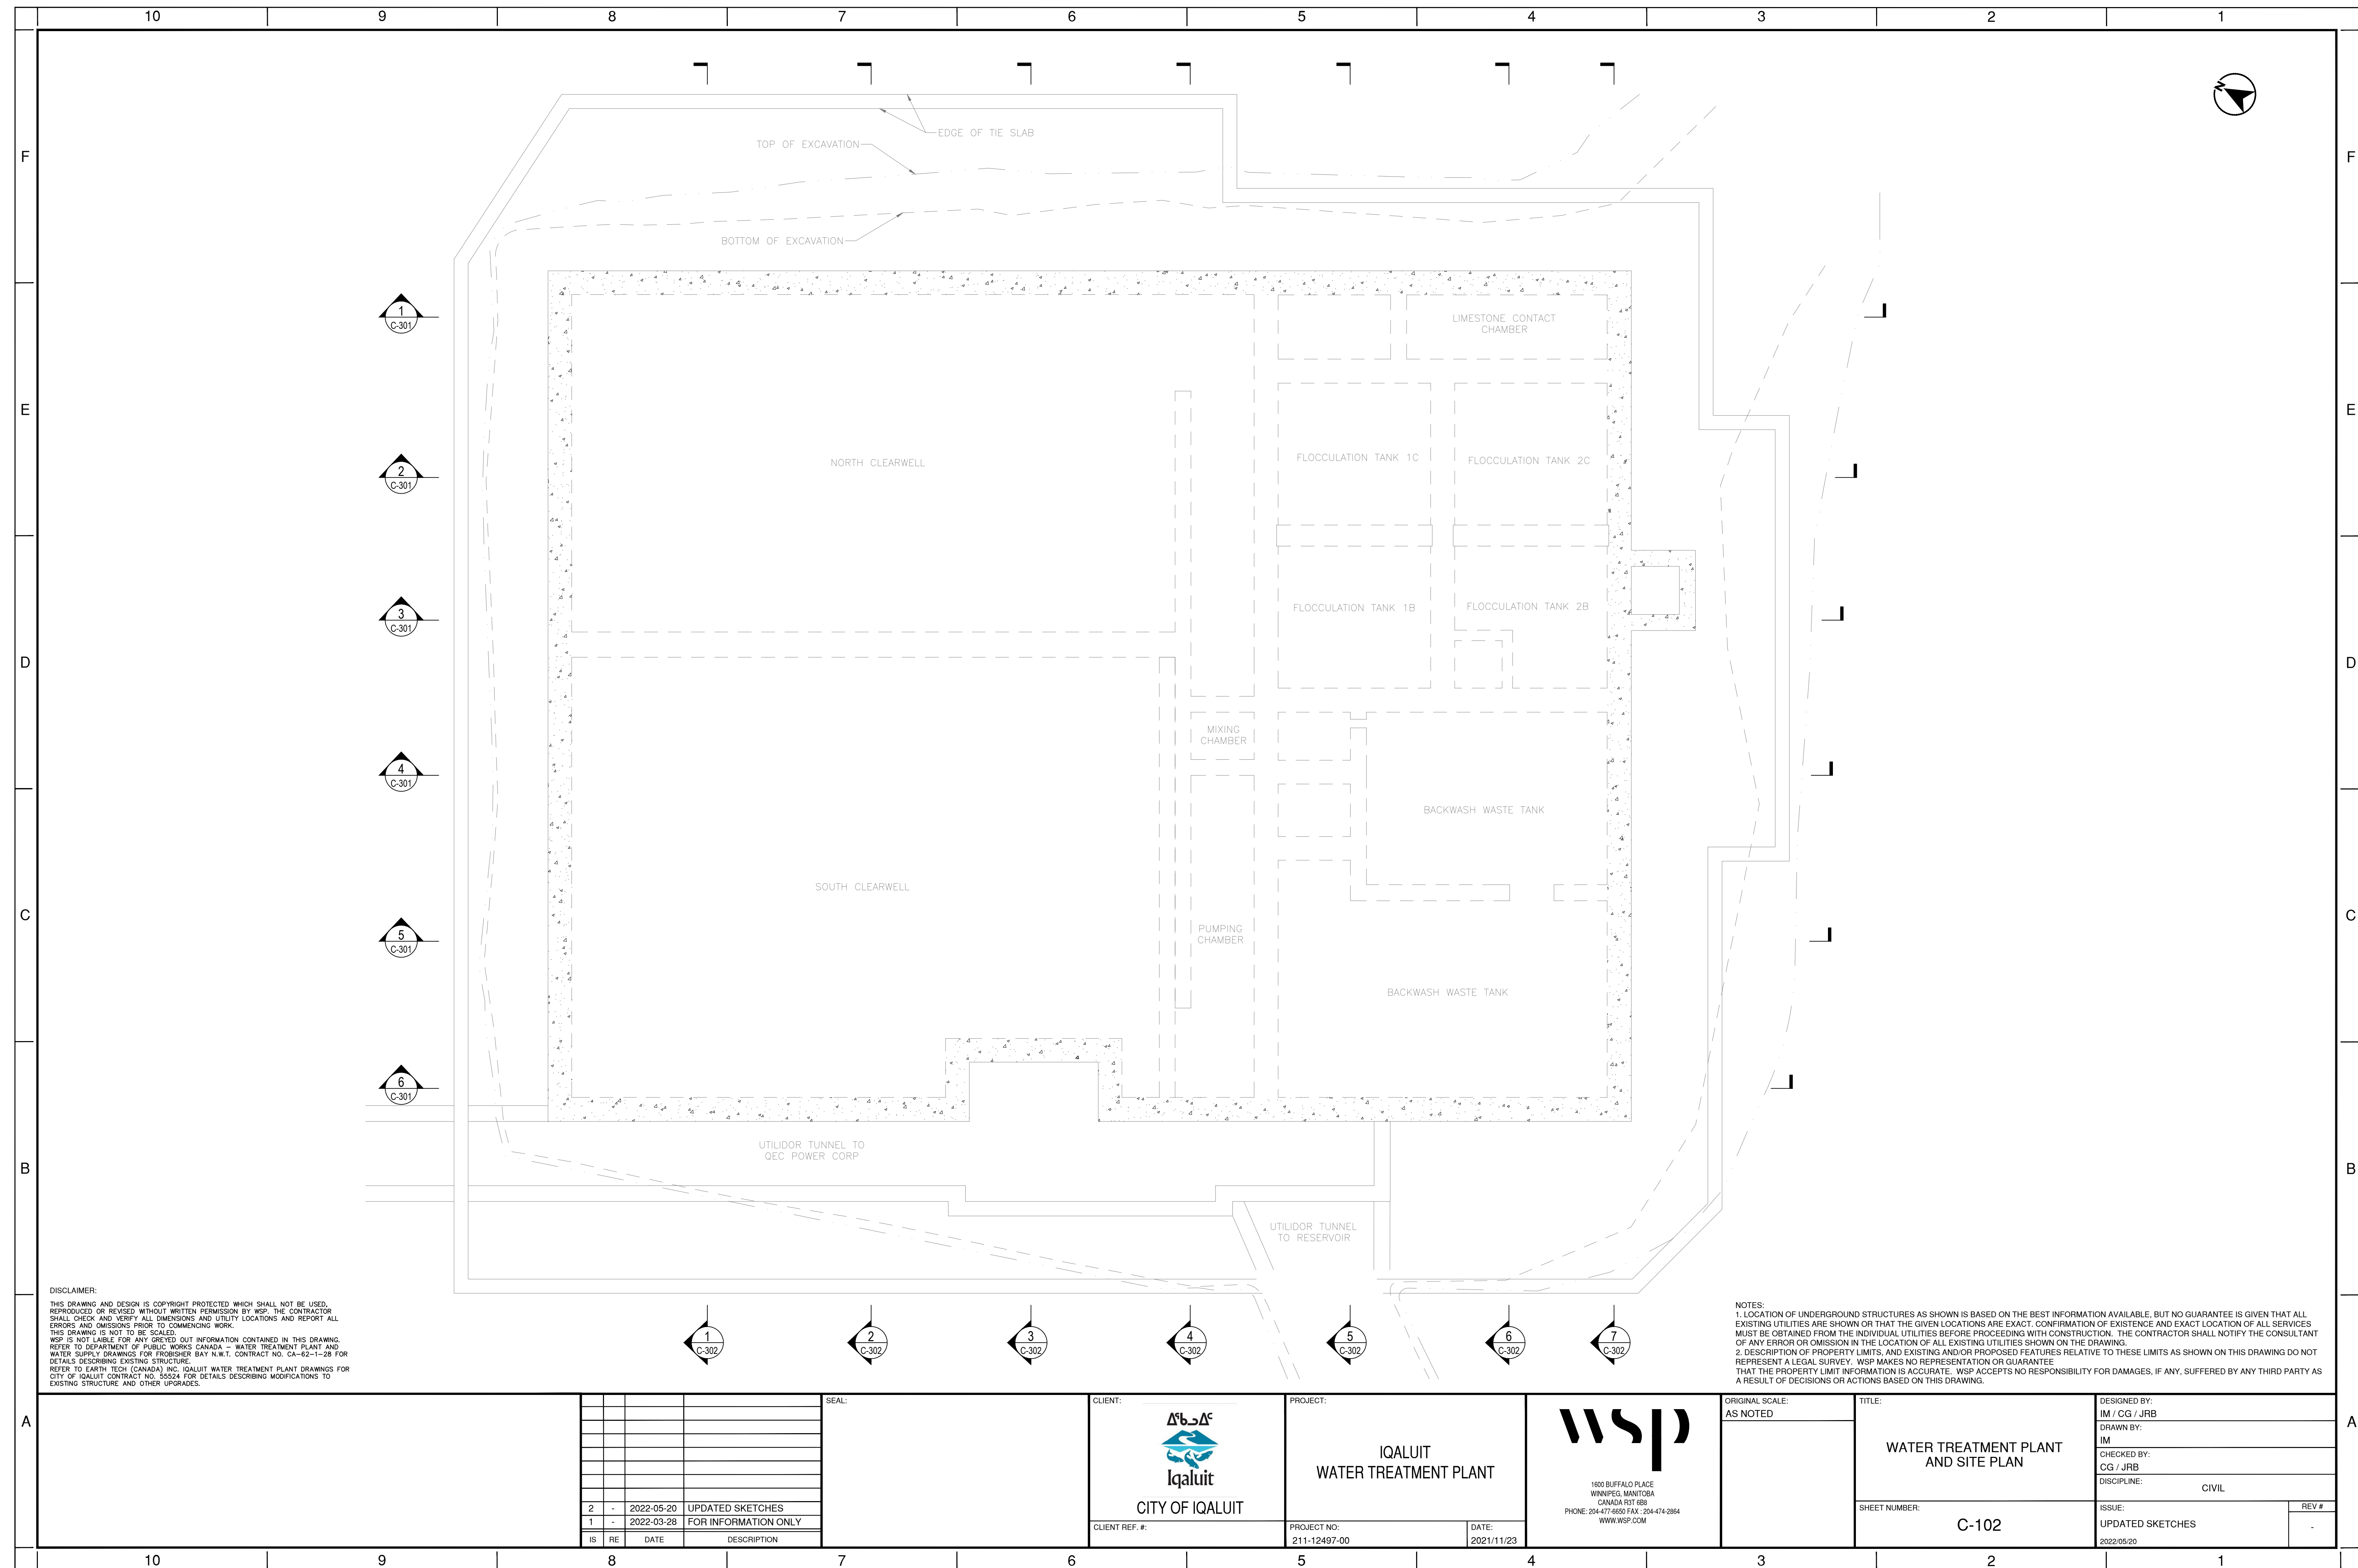 10 9 8 7 6 5 4 3 2 1
F
F
EDGE OF TIE SLAB
TOP OF EXCAVATION
BOTTOM OF EXCAVATION
1
C-301
LIMESTONE CONTACT
CHAMBER
E
E
2
C-301
NORTH CLEARWELL
FLOCCULATION TANK 1C
FLOCCULATION TANK 2C
3
C-301
FLOCCULATION TANK 1B
FLOCCULATION TANK 2B
D
D
MIXING
CHAMBER
4
C-301
BACKWASH WASTE TANK
SOUTH CLEARWELL
C
C
5
C-301
PUMPING
CHAMBER
BACKWASH WASTE TANK
6
C-301
UTILIDOR TUNNEL TO
QEC POWER CORP
B
B
UTILIDOR TUNNEL
TO RESERVOIR
1
C-302
2
C-302
3
C-302
4
C-302
5
C-302
6
C-302
7
C-302
DISCLAIMER:
THIS DRAWING AND DESIGN IS COPYRIGHT PROTECTED WHICH SHALL NOT BE USED,
REPRODUCED OR REVISED WITHOUT WRITTEN PERMISSION BY WSP. THE CONTRACTOR
SHALL CHECK AND VERIFY ALL DIMENSIONS AND UTILITY LOCATIONS AND REPORT ALL
ERRORS AND OMISSIONS PRIOR TO COMMENCING WORK.
THIS DRAWING IS NOT TO BE SCALED.
WSP IS NOT LAIBLE FOR ANY GREYED OUT INFORMATION CONTAINED IN THIS DRAWING.
REFER TO DEPARTMENT OF PUBLIC WORKS CANADA – WATER TREATMENT PLANT AND
WATER SUPPLY DRAWINGS FOR FROBISHER BAY N.W.T. CONTRACT NO. CA–62–1–28 FOR
DETAILS DESCRIBING EXISTING STRUCTURE.
REFER TO EARTH TECH (CANADA) INC. IQALUIT WATER TREATMENT PLANT DRAWINGS FOR
CITY OF IQALUIT CONTRACT NO. 55524 FOR DETAILS DESCRIBING MODIFICATIONS TO
EXISTING STRUCTURE AND OTHER UPGRADES.
NOTES:
1. LOCATION OF UNDERGROUND STRUCTURES AS SHOWN IS BASED ON THE BEST INFORMATION AVAILABLE, BUT NO GUARANTEE IS GIVEN THAT ALL
EXISTING UTILITIES ARE SHOWN OR THAT THE GIVEN LOCATIONS ARE EXACT. CONFIRMATION OF EXISTENCE AND EXACT LOCATION OF ALL SERVICES
MUST BE OBTAINED FROM THE INDIVIDUAL UTILITIES BEFORE PROCEEDING WITH CONSTRUCTION. THE CONTRACTOR SHALL NOTIFY THE CONSULTANT
OF ANY ERROR OR OMISSION IN THE LOCATION OF ALL EXISTING UTILITIES SHOWN ON THE DRAWING.
2. DESCRIPTION OF PROPERTY LIMITS, AND EXISTING AND/OR PROPOSED FEATURES RELATIVE TO THESE LIMITS AS SHOWN ON THIS DRAWING DO NOT
REPRESENT A LEGAL SURVEY. WSP MAKES NO REPRESENTATION OR GUARANTEE
THAT THE PROPERTY LIMIT INFORMATION IS ACCURATE. WSP ACCEPTS NO RESPONSIBILITY FOR DAMAGES, IF ANY, SUFFERED BY ANY THIRD PARTY AS
A RESULT OF DECISIONS OR ACTIONS BASED ON THIS DRAWING.
A
A
2 - 2022-05-20 UPDATED SKETCHES
1 - 2022-03-28 FOR INFORMATION ONLY
IS RE DATE DESCRIPTION
SEAL:
CLIENT:
ᐃᖃᓗᐃᑦ
Iqaluit
CITY OF IQALUIT
CLIENT REF. #:
PROJECT:
IQALUIT
WATER TREATMENT PLANT
PROJECT NO:
211-12497-00
DATE:
2021/11/23
wsp
1600 BUFFALO PLACE
WINNIPEG, MANITOBA
CANADA R3T 6B8
PHONE: 204-477-6650 FAX : 204-474-2864
WWW.WSP.COM
ORIGINAL SCALE:
AS NOTED
TITLE:
WATER TREATMENT PLANT
AND SITE PLAN
SHEET NUMBER:
C-102
DESIGNED BY:
IM / CG / JRB
DRAWN BY:
IM
CHECKED BY:
CG / JRB
DISCIPLINE:
CIVIL
ISSUE:
UPDATED SKETCHES
2022/05/20
REV #
-
10 9 8 7 6 5 4 3 2 1